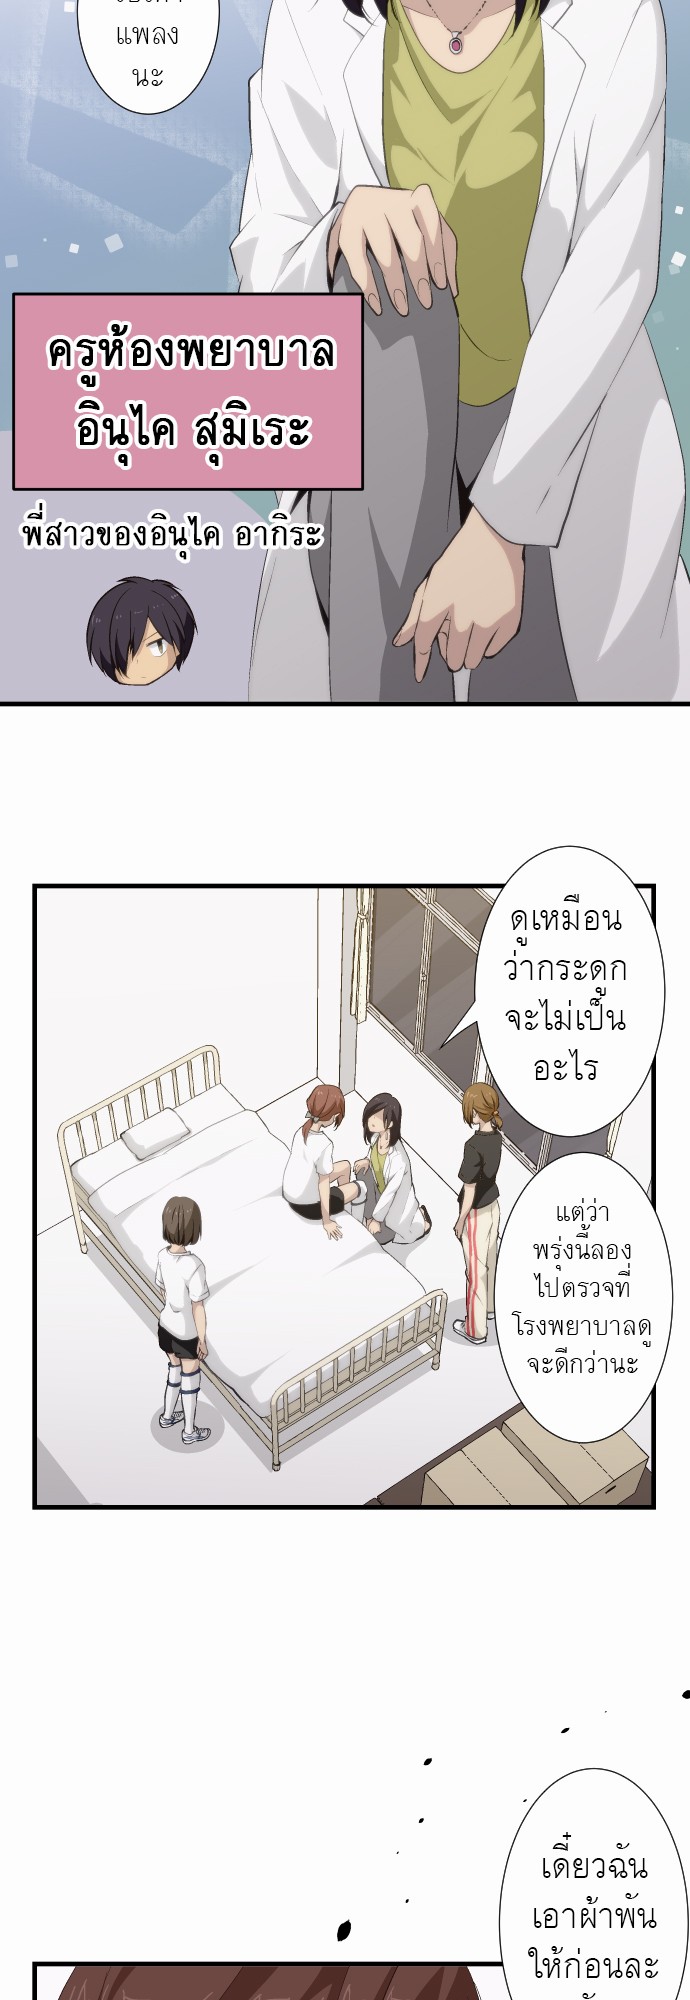 แพลง
นะ
ครูห้องพยาบาล
อินุไค สุมิเระ
พี่สาวของอินุไค อากิระ
ดูเหมือน
ว่ากระดูก
จะไม่เป็น
อะไร
แต่ว่า
พรุ่งนี้ลอง
ไปตรวจที่
โรงพยาบาลดู
จะดีกว่านะ
เดี๋ยวฉัน
เอาผ้าพัน
ให้ก่อนละ